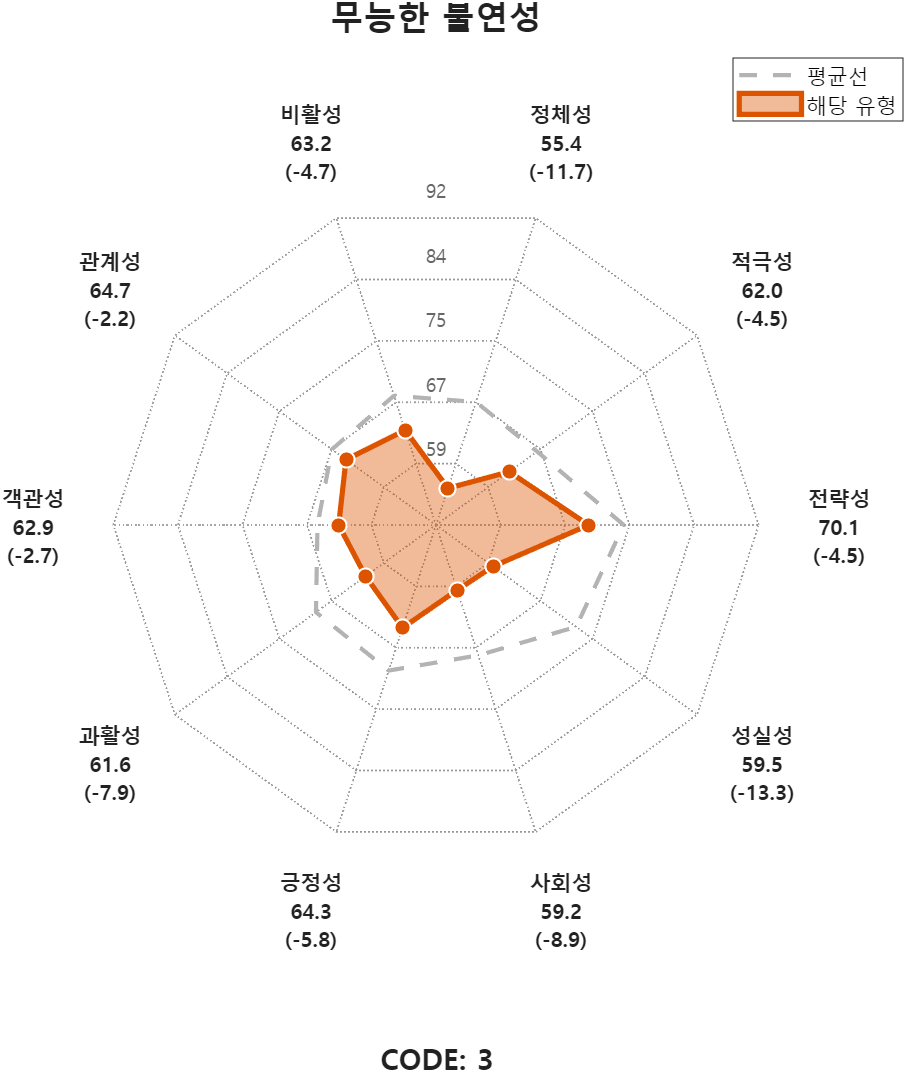 무능한 불연성
평균선
해당 유형
비활성
63.2
(-4.7)
정체성
55.4
(-11.7)
92
관계성
64.7
(-2.2)
84
적극성
62.0
(-4.5)
75
67
59
객관성
62.9
(-2.7)
전략성
70.1
(-4.5)
과활성
61.6
(-7.9)
성실성
59.5
(-13.3)
긍정성
64.3
(-5.8)
사회성
59.2
(-8.9)
CODE: 3